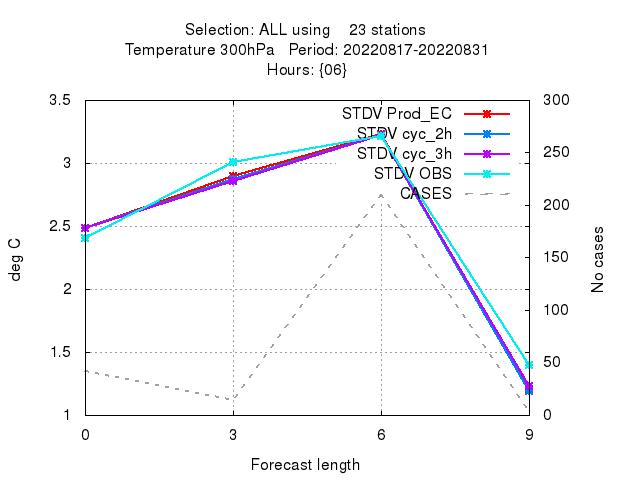 Selection: ALL using 23 stations
Temperature 300hPa Period: 20220817-20220831
Hours: {06}
3.5
3
2.5
2
1.5
1
deg C
300
250
200
150
100
50
0
No cases
STDV Prod_EC
STDV cyc_2h
STDV cyc_3h
STDV OBS
CASES
0 3 6 9
Forecast length